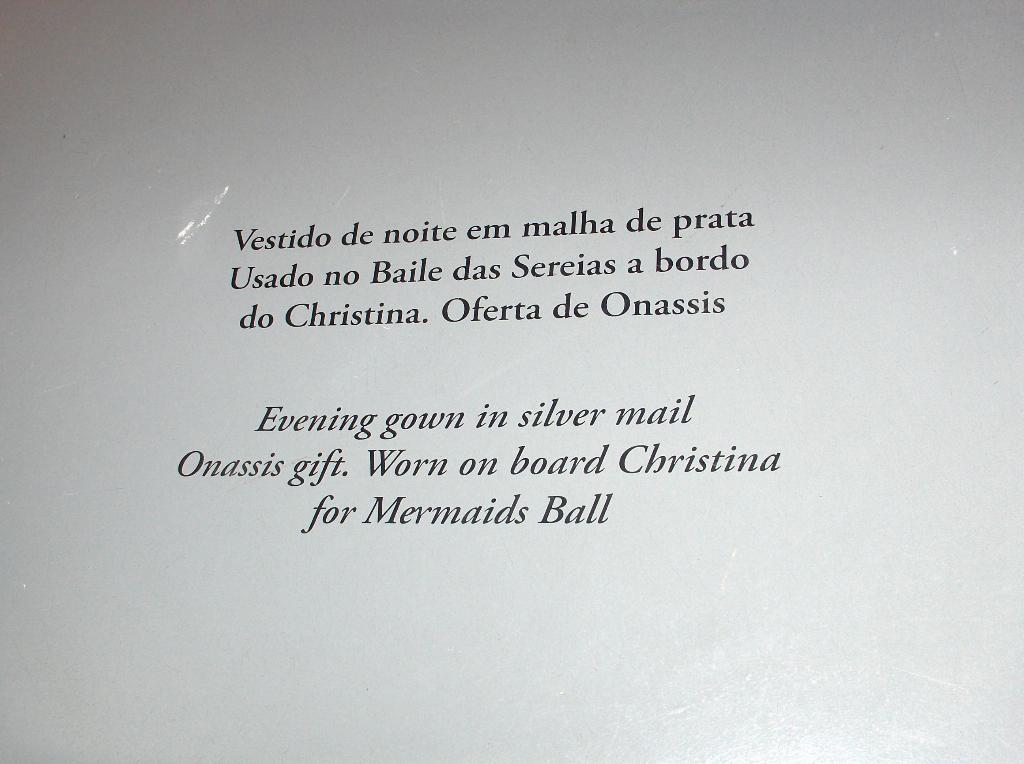 Vestido de noite em malha de prata
Usado no Baile das Sereias a bordo
do Christina. Oferta de Onassis
Evening gown in silver mail
Onassis gift. Worn on board Christina
for Mermaids Ball